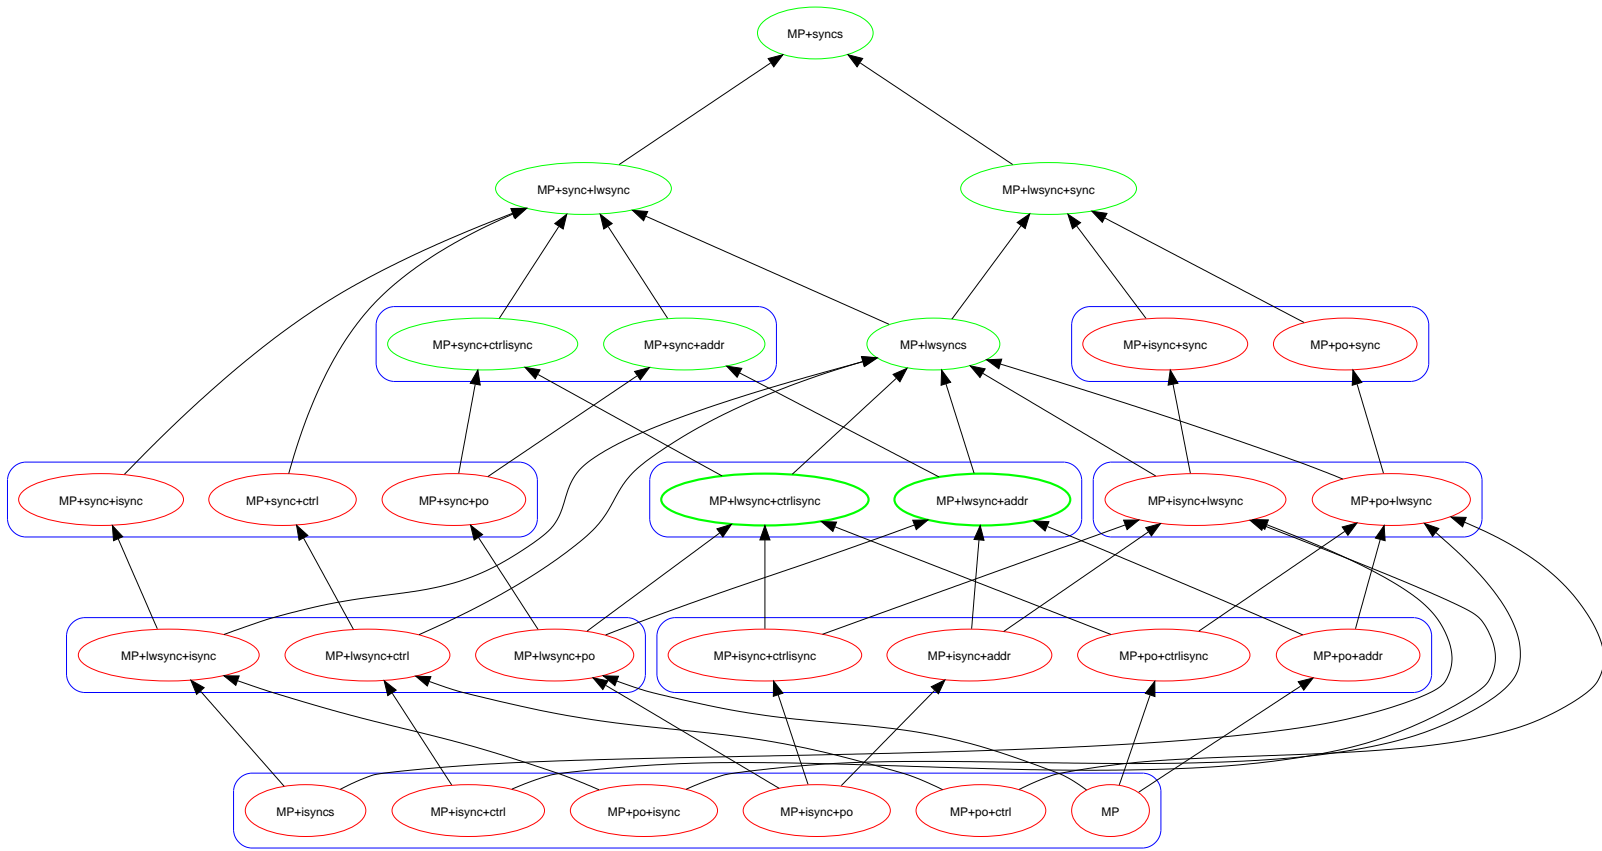 MP+syncs
MP+sync+lwsync
MP+lwsync+sync
MP+sync+ctrlisync
MP+sync+addr
MP+lwsyncs
MP+isync+sync
MP+po+sync
MP+sync+isync
MP+sync+ctrl
MP+sync+po
MP+lwsync+ctrlisync
MP+lwsync+addr
MP+isync+lwsync
MP+po+lwsync
MP+lwsync+isync
MP+lwsync+ctrl
MP+lwsync+po
MP+isync+ctrlisync
MP+isync+addr
MP+po+ctrlisync
MP+po+addr
MP+isyncs
MP+isync+ctrl
MP+po+isync
MP+isync+po
MP+po+ctrl
MP